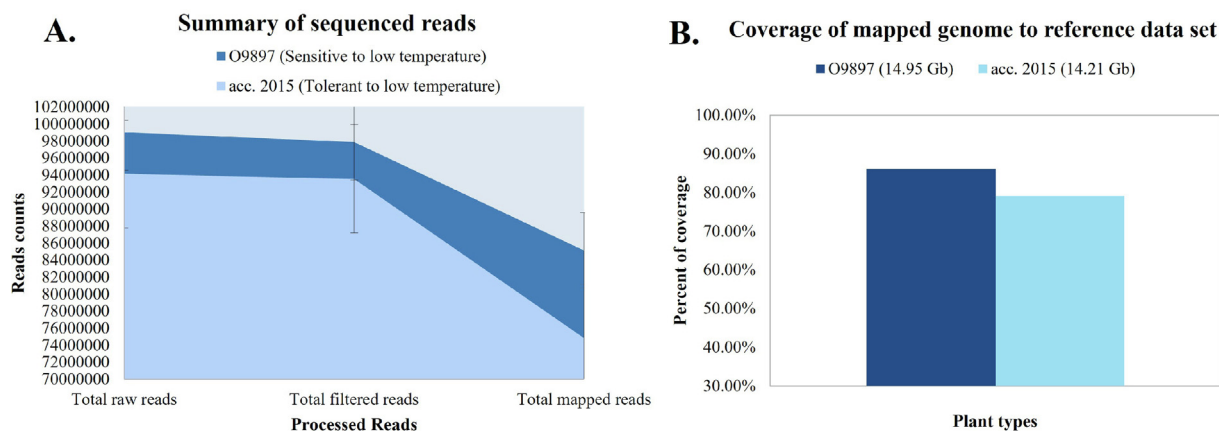 A.
Summary of sequenced reads
O9897 (Sensitive to low temperature)
acc. 2015 (Tolerant to low temperature)
Reads counts
102000000
100000000
98000000
96000000
94000000
92000000
90000000
88000000
86000000
84000000
82000000
80000000
78000000
76000000
74000000
72000000
70000000
Total raw reads
Total filtered reads
Total mapped reads
Processed Reads
B.
Coverage of mapped genome to reference data set
O9897 (14.95 Gb)
acc. 2015 (14.21 Gb)
Percent of coverage
100.00%
90.00%
80.00%
70.00%
60.00%
50.00%
40.00%
30.00%
Plant types